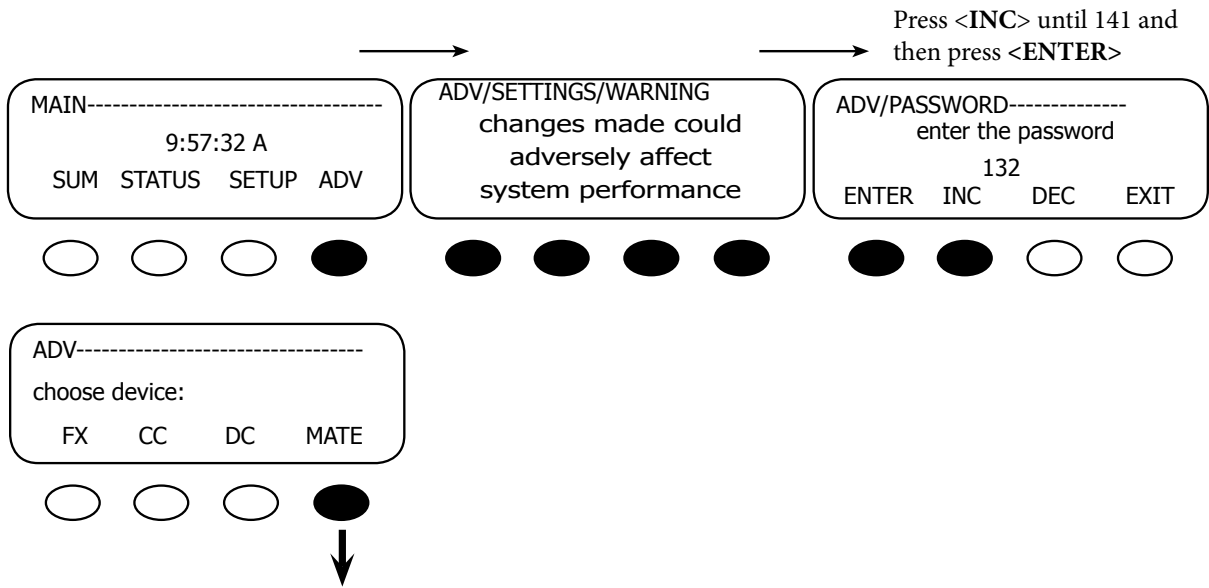 Press <INC> until 141 and
then press <ENTER>
MAIN-----------------------------------
9:57:32 A
SUM STATUS SETUP ADV
ADV/SETTINGS/WARNING
changes made could
adversely affect
system performance
ADV/PASSWORD--------------
enter the password
132
ENTER INC DEC EXIT
ADV----------------------------------
choose device:
FX CC DC MATE